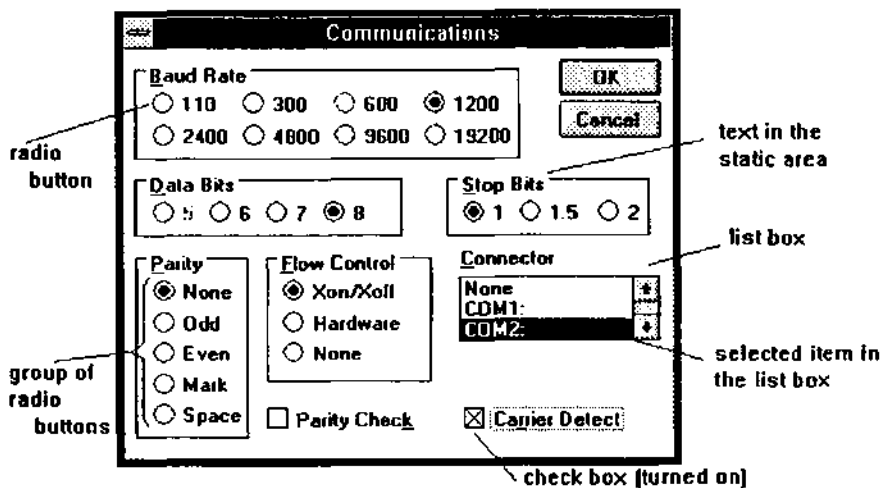 Communications
Baud Rate
110 300 600 1200
2400 4800 9600 19200
OK
Cancel
radio
button
text in the
static area
Data Bits
5 6 7 8
Stop Bits
1 1.5 2
list box
Parity
None
Odd
Even
Mark
Space
Flow Control
Xon/Xoff
Hardware
None
Connector
None
COM1:
COM2:
group of
radio
buttons
selected item in
the list box
Parity Check
Carrier Detect
check box (turned on)